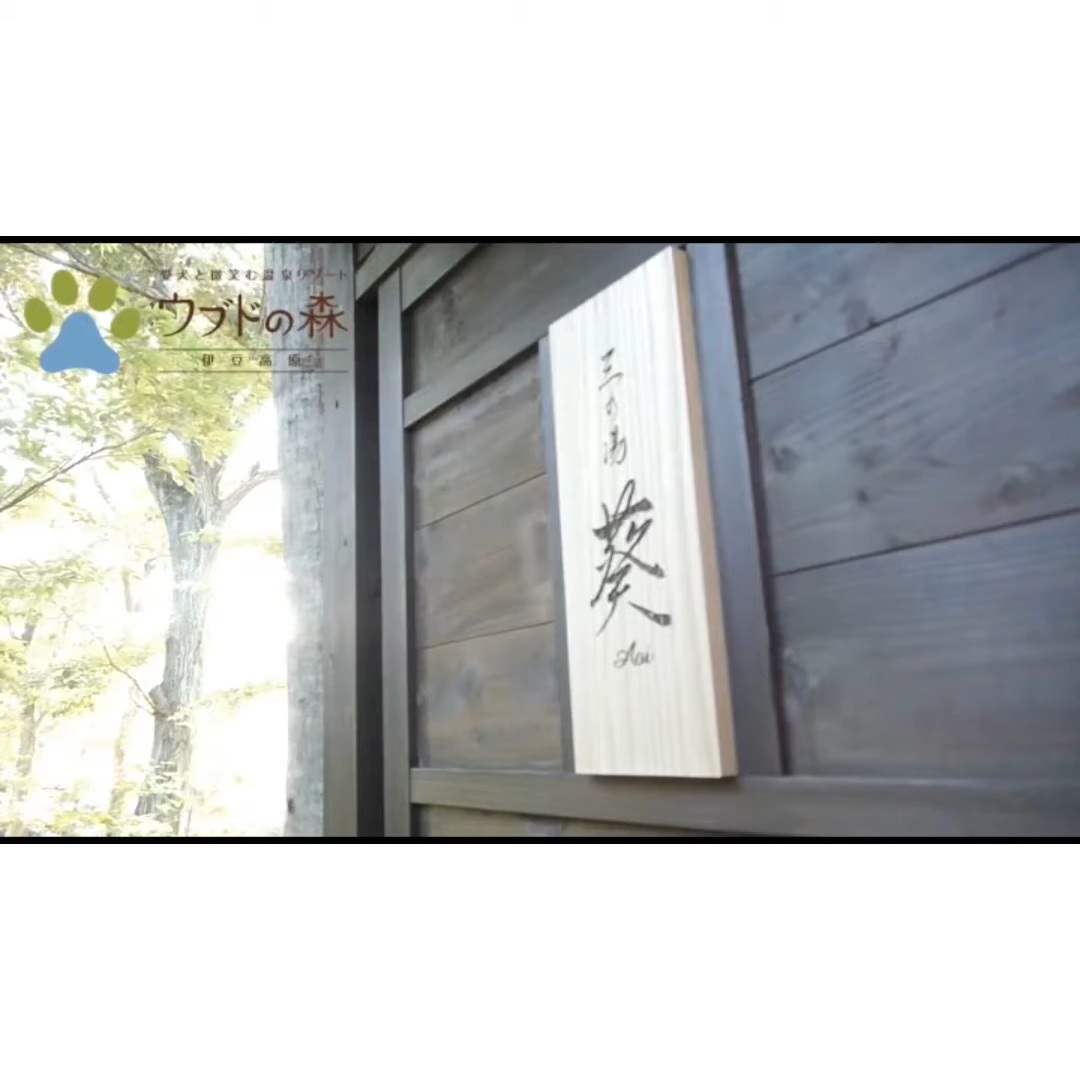 愛犬と微笑む温泉リゾート
ウブドの森
伊豆高原
三の湯
葵
Aoi